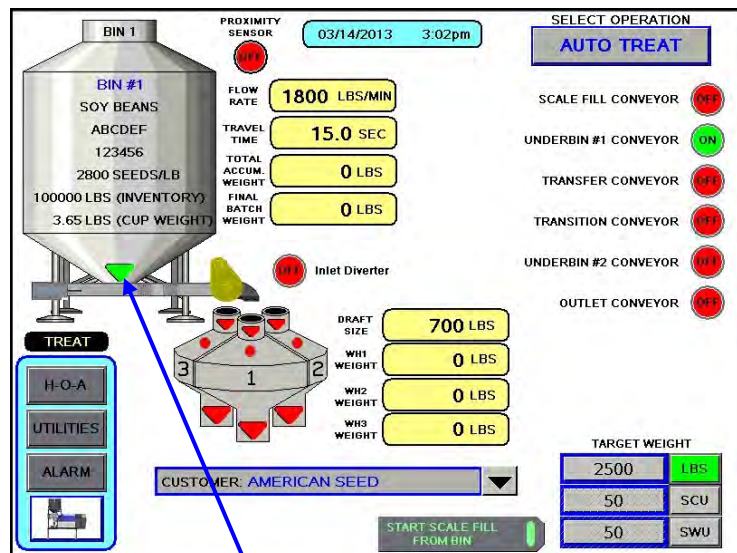 BIN 1
PROXIMITY
SENSOR
OFF
03/14/2013 3:02pm
SELECT OPERATION
AUTO TREAT
BIN #1
SOY BEANS
ABCDEF
123456
2800 SEEDS/LB
100000 LBS (INVENTORY)
3.65 LBS (CUP WEIGHT)
FLOW
RATE
1800 LBS/MIN
TRAVEL
TIME
15.0 SEC
TOTAL
ACCUM.
WEIGHT
0 LBS
FINAL
BATCH
WEIGHT
0 LBS
SCALE FILL CONVEYOR OFF
UNDERBIN #1 CONVEYOR ON
TRANSFER CONVEYOR OFF
TRANSITION CONVEYOR OFF
UNDERBIN #2 CONVEYOR OFF
OUTLET CONVEYOR OFF
OFF Inlet Diverter
DRAFT
SIZE
700 LBS
WH1
WEIGHT
0 LBS
WH2
WEIGHT
0 LBS
WH3
WEIGHT
0 LBS
3 1 2
TREAT
H-O-A
UTILITIES
ALARM
CUSTOMER: AMERICAN SEED
START SCALE FILL
FROM BIN
TARGET WEIGHT
2500 LBS
50 SCU
50 SWU